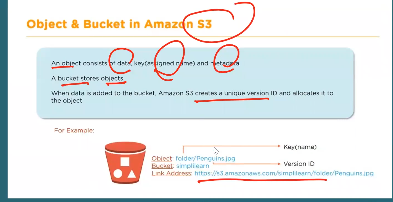 Object & Bucket in Amazon S3
An object consists of data, key(assigned name) and metadata
A bucket stores objects
When data is added to the bucket, Amazon S3 creates a unique version ID and allocates it to
the object
For Example:
Key(name)
Object: folder/Penguins.jpg
Bucket: simplilearn
Version ID
Link Address: https://s3.amazonaws.com/simplilearn/folder/Penguins.jpg